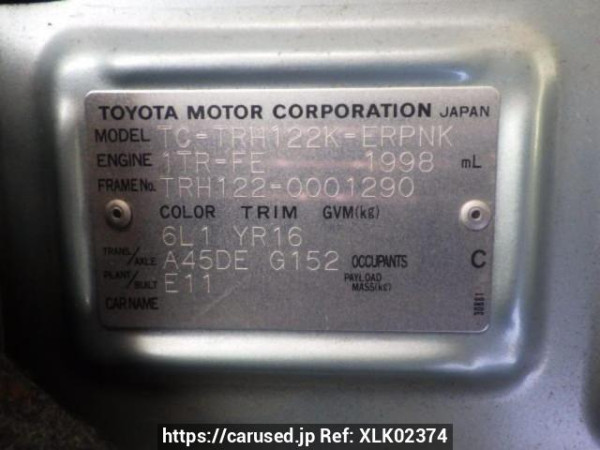 TOYOTA MOTOR CORPORATION JAPAN
MODEL TC-TRH122K-ERPNK
ENGINE 1TR-FE 1998 mL
FRAME No. TRH122-0001290
COLOR TRIM GVM(kg)
6L1 YR16
TRANS./AXLE A45DE G152 OCCUPANTS C
PLANT/BUILT E11 PAYLOAD MASS(kg)
CAR NAME
https://carused.jp Ref: XLK02374